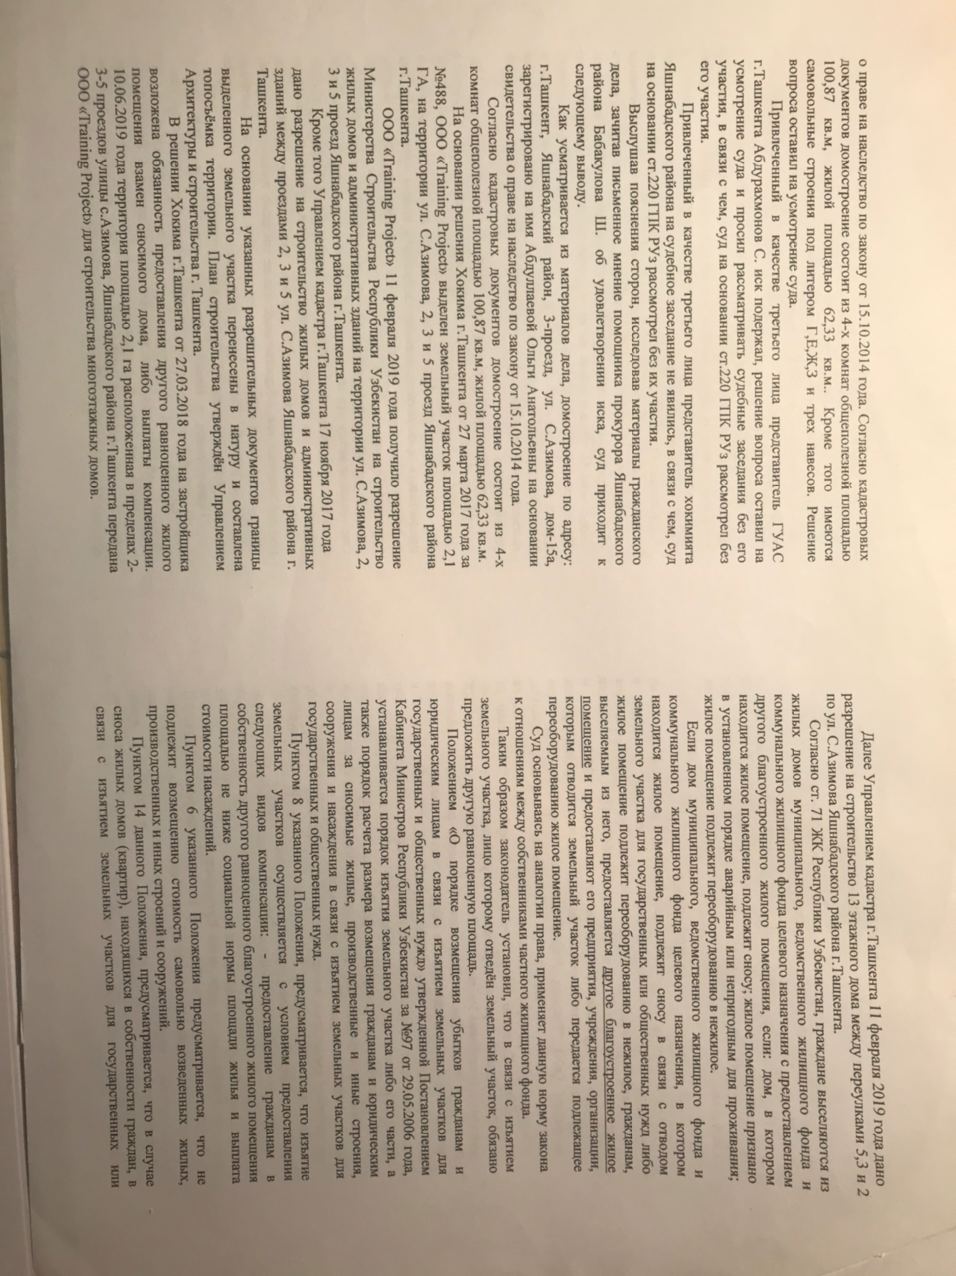 о праве на наследство по закону от 15.10.2014 года. Согласно кадастровых
документов домостроение состоит из 4-х комнат общеполезной площадью
100,87 кв.м, жилой площадью 62,33 кв.м.. Кроме того имеются
самовольные строения под литером Г,Е,Ж,З и трех навесов. Решение
вопроса оставил на усмотрение суда.
Привлеченный в качестве третьего лица представитель ГУАС
г.Ташкента Абдурахмонов С. иск подержал, решение вопроса оставил на
усмотрение суда и просил рассматривать судебные заседания без его
участия, в связи с чем, суд на основании ст.220 ГПК РУз рассмотрел без
его участия.
Привлеченный в качестве третьего лица представитель хокимията
Яшнабадского района на судебное заседание не явились, в связи с чем, суд
на основании ст.220 ГПК РУз рассмотрел без их участия.
Выслушав пояснения сторон, исследовав материалы гражданского
дела, зачитав письменное мнение помощника прокурора Яшнабадского
района Бабакулова Ш. об удовлетворении иска, суд приходит к
следующему выводу.
Как усматривается из материалов дела, домостроение по адресу:
г.Ташкент, Яшнабадский район, 3-проезд, ул. С.Азимова, дом-15а,
зарегистрировано на имя Абдуллаевой Ольги Анатольевны на основании
свидетельства о праве на наследство по закону от 15.10.2014 года.
Согласно кадастровых документов домостроение состоит из 4-х
комнат общеполезной площадью 100,87 кв.м, жилой площадью 62,33 кв.м.
На основании решения Хокима г.Ташкента от 27 марта 2017 года за
№488, ООО «Training Project» выделен земельный участок площадью 2,1
ГА, на территории ул. С.Азимова, 2, 3 и 5 проезд Яшнабадского района
г.Ташкента.
ООО «Training Project» 11 февраля 2019 года получило разрешение
Министерства Строительства Республики Узбекистан на строительство
жилых домов и административных зданий на территории ул. С.Азимова, 2,
3 и 5 проезд Яшнабадского района г.Ташкента.
Кроме того Управлением кадастра г.Ташкента 17 ноября 2017 года
дано разрешение на строительство жилых домов и административных
зданий между проездами 2, 3 и 5 ул. С.Азимова Яшнабадского района г.
Ташкента.
На основании указанных разрешительных документов границы
выделенного земельного участка перенесены в натуру и составлена
топосъёмка территории. План строительства утверждён Управлением
Архитектуры и строительства г. Ташкента.
В решении Хокима г.Ташкента от 27.03.2018 года на застройщика
возложена обязанность предоставления другого равноценного жилого
помещения взамен сносимого дома, либо выплаты компенсации.
10.06.2019 года территория площадью 2,1 га расположенная в пределах 2-
3-5 проездов улицы с.Азимова, Яшнабадского района г.Ташкента передана
ООО «Training Project» для строительства многоэтажных домов.
Далее Управлением кадастра г.Ташкента 11 февраля 2019 года дано
разрешение на строительство 13 этажного дома между переулками 5,3 и 2
по ул. С.Азимова Яшнабадского района г.Ташкента.
Согласно ст. 71 ЖК Республики Узбекистан, граждане выселяются из
жилых домов муниципального, ведомственного жилищного фонда и
коммунального жилищного фонда целевого назначения с предоставлением
другого благоустроенного жилого помещения, если: дом, в котором
находится жилое помещение, подлежит сносу; жилое помещение признано
в установленном порядке аварийным или непригодным для проживания;
жилое помещение подлежит переоборудованию в нежилое.
Если дом муниципального, ведомственного жилищного фонда и
коммунального жилищного фонда целевого назначения, в котором
находится жилое помещение, подлежит сносу в связи с отводом
земельного участка для государственных или общественных нужд либо
жилое помещение подлежит переоборудованию в нежилое, гражданам,
выселяемым из него, предоставляется другое благоустроенное жилое
помещение и предоставляют его предприятия, учреждения, организации,
которым отводится земельный участок либо передается подлежащее
переоборудованию жилое помещение.
Суд основываясь на аналогии права, применяет данную норму закона
к отношениям между собственниками частного жилищного фонда.
Таким образом законодатель установил, что в связи с изъятием
земельного участка, лицо которому отведён земельный участок, обязано
предложить другую равноценную площадь.
Положением «О порядке возмещения убытков гражданам и
юридическим лицам в связи с изъятием земельных участков для
государственных и общественных нужд» утвержденной Постановлением
Кабинета Министров Республики Узбекистан за №97 от 29.05.2006 года,
устанавливается порядок изъятия земельного участка либо его части, а
также порядок расчета размера возмещения гражданам и юридическим
лицам за сносимые жилые, производственные и иные строения,
сооружения и насаждения в связи с изъятием земельных участков для
государственных и общественных нужд.
Пунктом 8 указанного Положения, предусматривается, что изъятие
земельных участков осуществляется с условием предоставления
следующих видов компенсации: - предоставление гражданам в
собственность другого равноценного благоустроенного жилого помещения
площадью не ниже социальной нормы площади жилья и выплата
стоимости насаждений.
Пунктом 6 указанного Положения предусматривается, что не
подлежит возмещению стоимость самовольно возведенных жилых,
производственных и иных строений и сооружений.
Пунктом 14 данного Положения, предусматривается, что в случае
сноса жилых домов (квартир), находящихся в собственности граждан, в
связи с изъятием земельных участков для государственных или